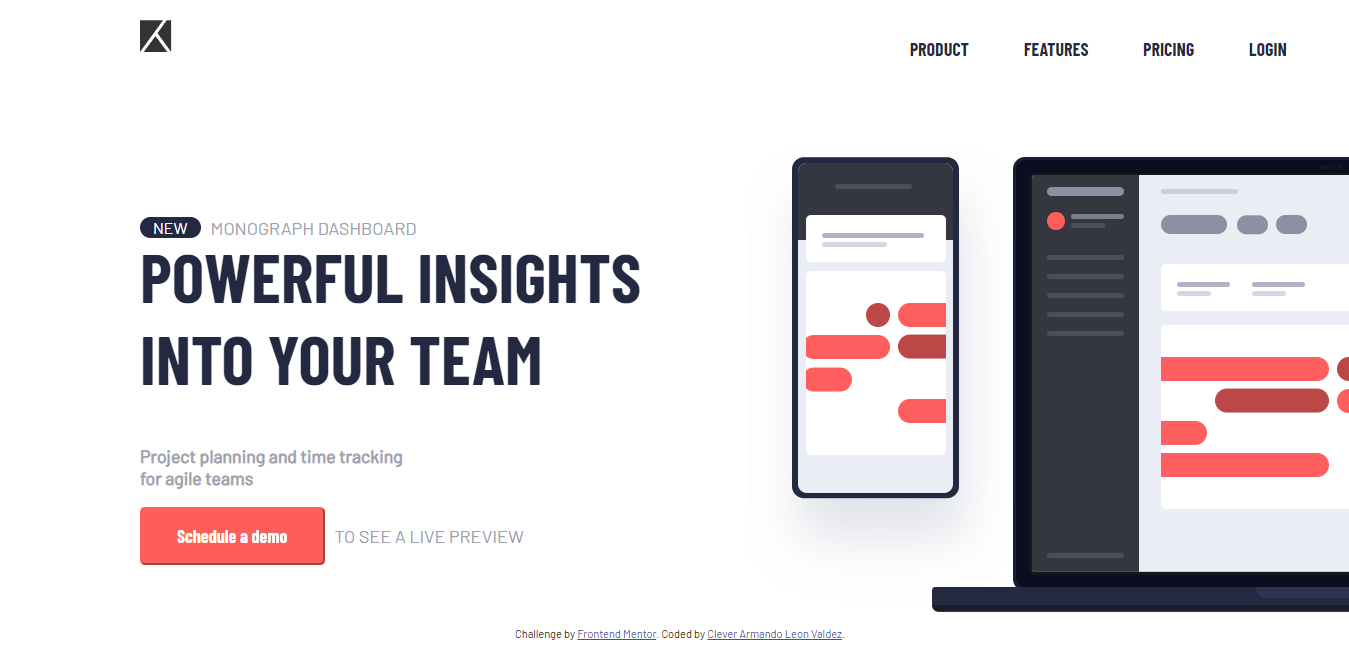 PRODUCT FEATURES PRICING LOGIN
NEW MONOGRAPH DASHBOARD
POWERFUL INSIGHTS
INTO YOUR TEAM
Project planning and time tracking
for agile teams
Schedule a demo TO SEE A LIVE PREVIEW
Challenge by Frontend Mentor. Coded by Clever Armando Leon Valdez.